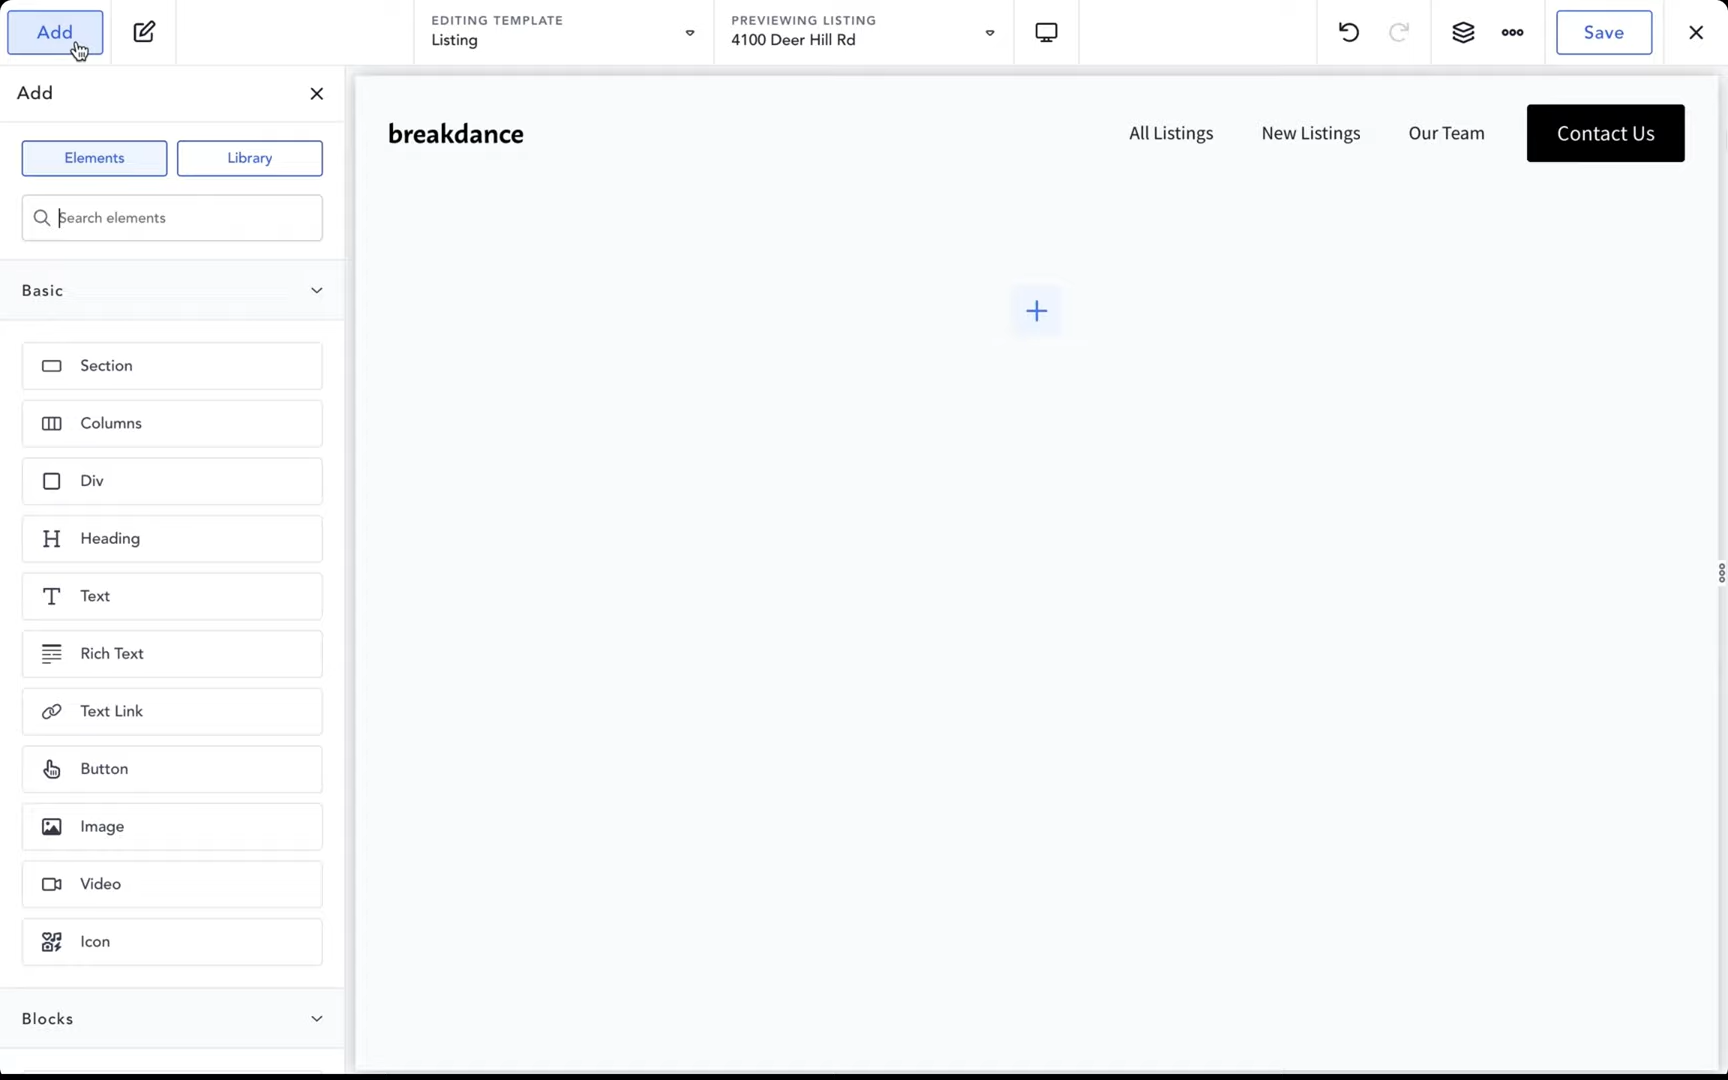 Add
EDITING TEMPLATE
Listing
PREVIEWING LISTING
4100 Deer Hill Rd
Save
Add
Elements
Library
Search elements
Basic
Section
Columns
Div
Heading
Text
Rich Text
Text Link
Button
Image
Video
Icon
Blocks
breakdance
All Listings
New Listings
Our Team
Contact Us